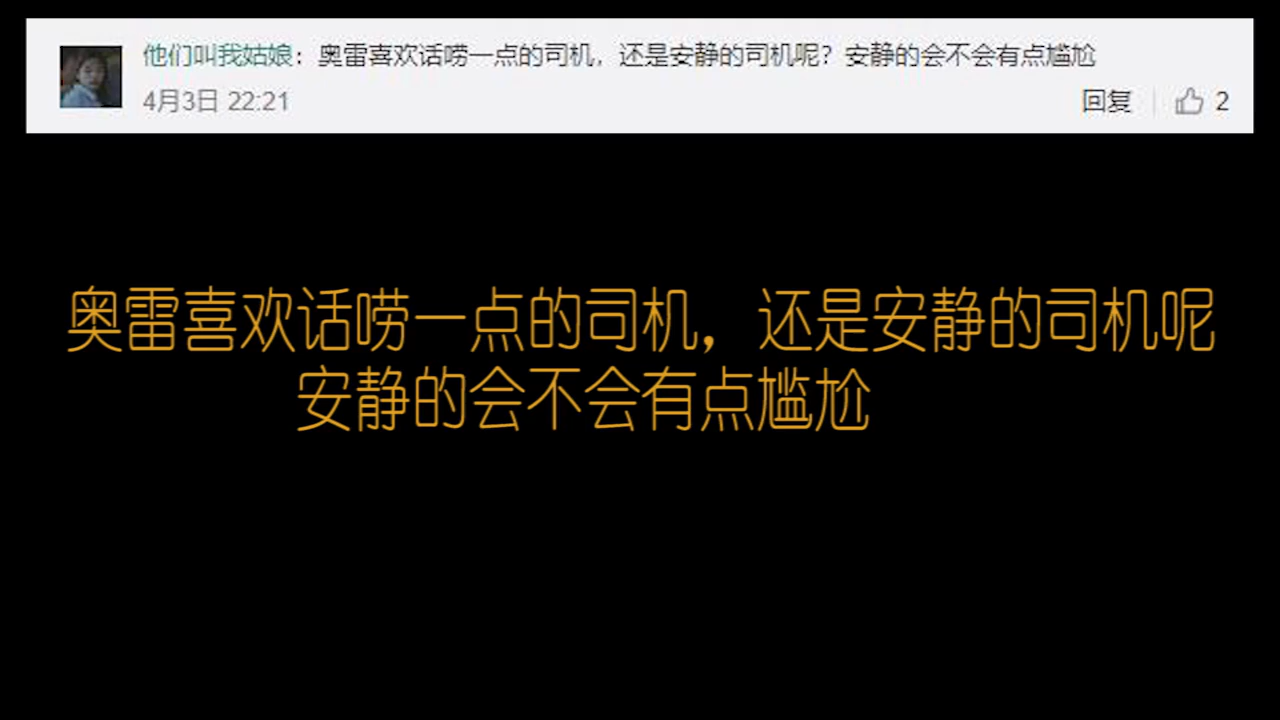 他们叫我姑娘：奥雷喜欢话唠一点的司机，还是安静的司机呢？安静的会不会有点尴尬
4月3日 22:21
回复 2
奥雷喜欢话唠一点的司机，还是安静的司机呢
安静的会不会有点尴尬